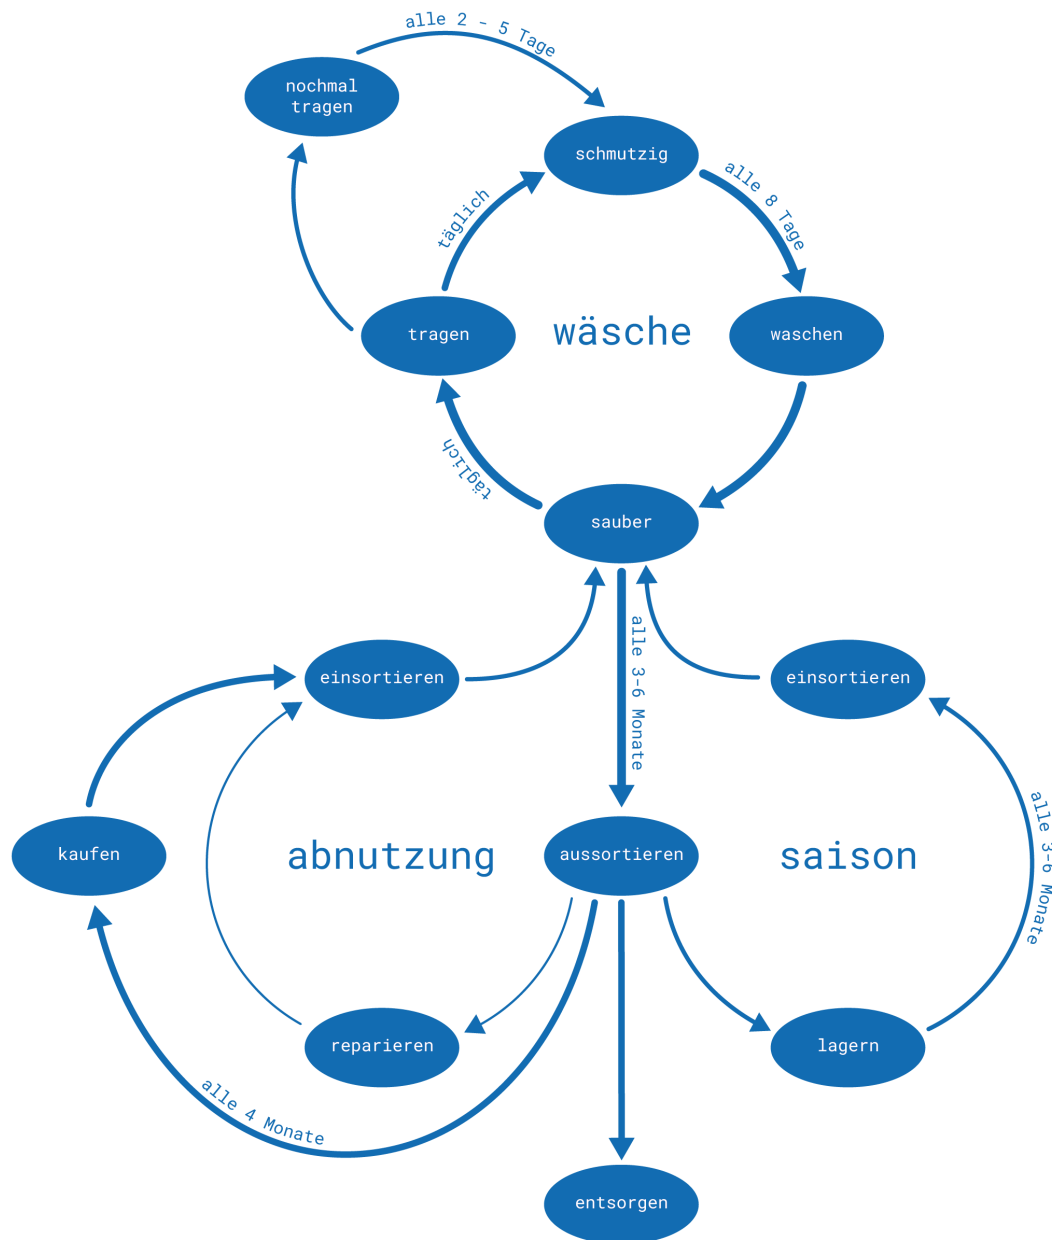 alle 2 - 5 Tage
nochmal
tragen
schmutzig
täglich
alle 8 Tage
tragen
wäsche
waschen
täglich
sauber
alle 3-6 Monate
einsortieren
einsortieren
kaufen
abnutzung
aussortieren
saison
alle 3-6 Monate
reparieren
lagern
alle 4 Monate
entsorgen